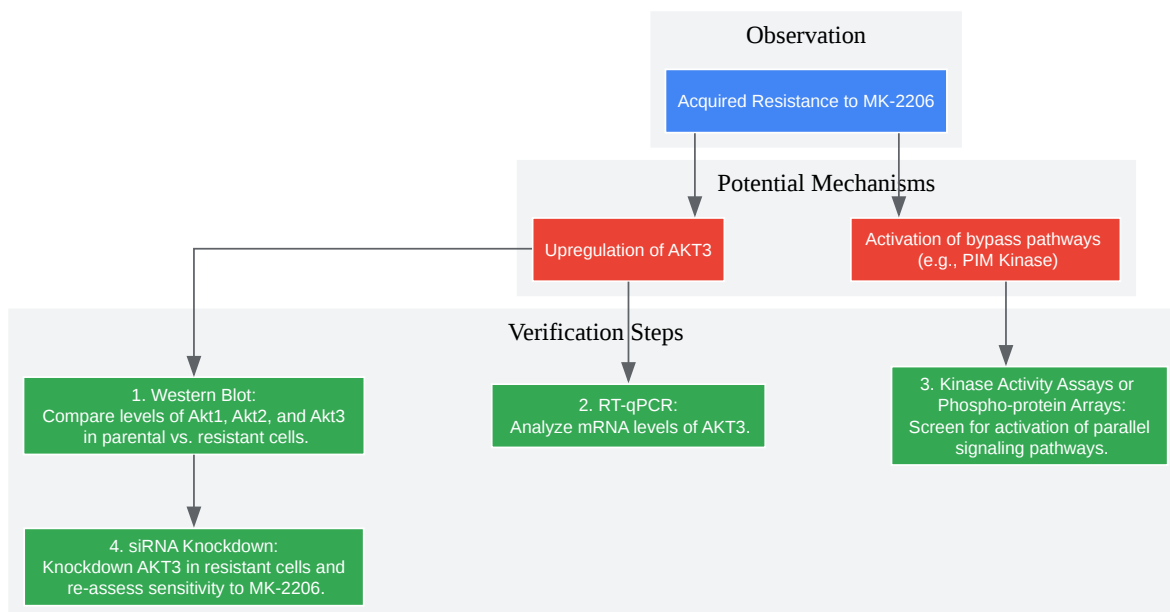 Observation
Acquired Resistance to MK-2206
Potential Mechanisms
Upregulation of AKT3
Activation of bypass pathways
(e.g., PIM Kinase)
Verification Steps
1. Western Blot:
Compare levels of Akt1, Akt2, and Akt3
in parental vs. resistant cells.
2. RT-qPCR:
Analyze mRNA levels of AKT3.
3. Kinase Activity Assays or
Phospho-protein Arrays:
Screen for activation of parallel
signaling pathways.
4. siRNA Knockdown:
Knockdown AKT3 in resistant cells and
re-assess sensitivity to MK-2206.